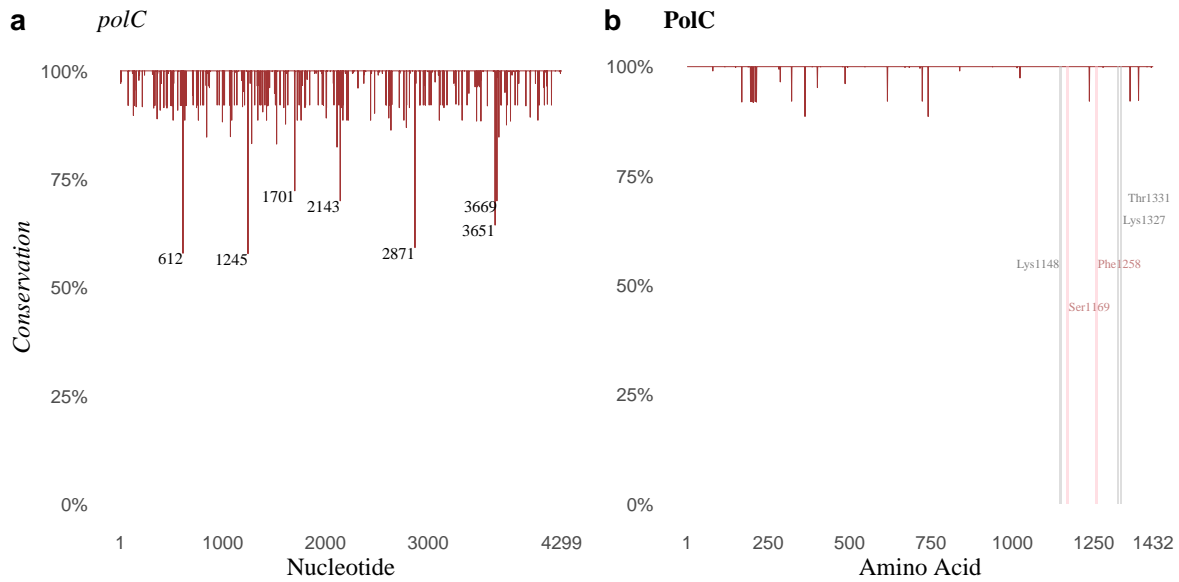 a
polC
100%
75%
50%
25%
0%
Conservation
612
1245
1701
2143
2871
3669
3651
1
1000
2000
3000
4299
Nucleotide
b
PolC
100%
75%
50%
25%
0%
Thr1331
Lys1327
Lys1148
Phe1258
Ser1169
1
250
500
750
1000
1250
1432
Amino Acid